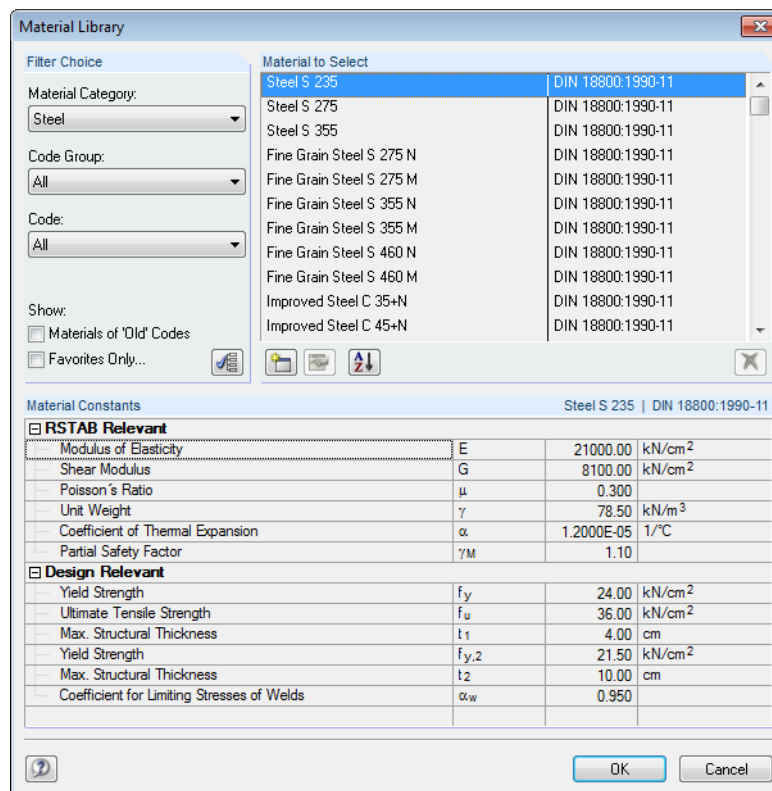 Material Library
Filter Choice
Material Category:
Steel
Code Group:
All
Code:
All
Show:
Materials of 'Old' Codes
Favorites Only...
Material to Select
Steel S 235 DIN 18800:1990-11
Steel S 275 DIN 18800:1990-11
Steel S 355 DIN 18800:1990-11
Fine Grain Steel S 275 N DIN 18800:1990-11
Fine Grain Steel S 275 M DIN 18800:1990-11
Fine Grain Steel S 355 N DIN 18800:1990-11
Fine Grain Steel S 355 M DIN 18800:1990-11
Fine Grain Steel S 460 N DIN 18800:1990-11
Fine Grain Steel S 460 M DIN 18800:1990-11
Improved Steel C 35+N DIN 18800:1990-11
Improved Steel C 45+N DIN 18800:1990-11
Material Constants Steel S 235 | DIN 18800:1990-11
RSTAB Relevant
Modulus of Elasticity E 21000.00 kN/cm²
Shear Modulus G 8100.00 kN/cm²
Poisson´s Ratio μ 0.300
Unit Weight γ 78.50 kN/m³
Coefficient of Thermal Expansion α 1.2000E-05 1/°C
Partial Safety Factor γM 1.10
Design Relevant
Yield Strength fy 24.00 kN/cm²
Ultimate Tensile Strength fu 36.00 kN/cm²
Max. Structural Thickness t1 4.00 cm
Yield Strength fy,2 21.50 kN/cm²
Max. Structural Thickness t2 10.00 cm
Coefficient for Limiting Stresses of Welds αw 0.950
OK Cancel